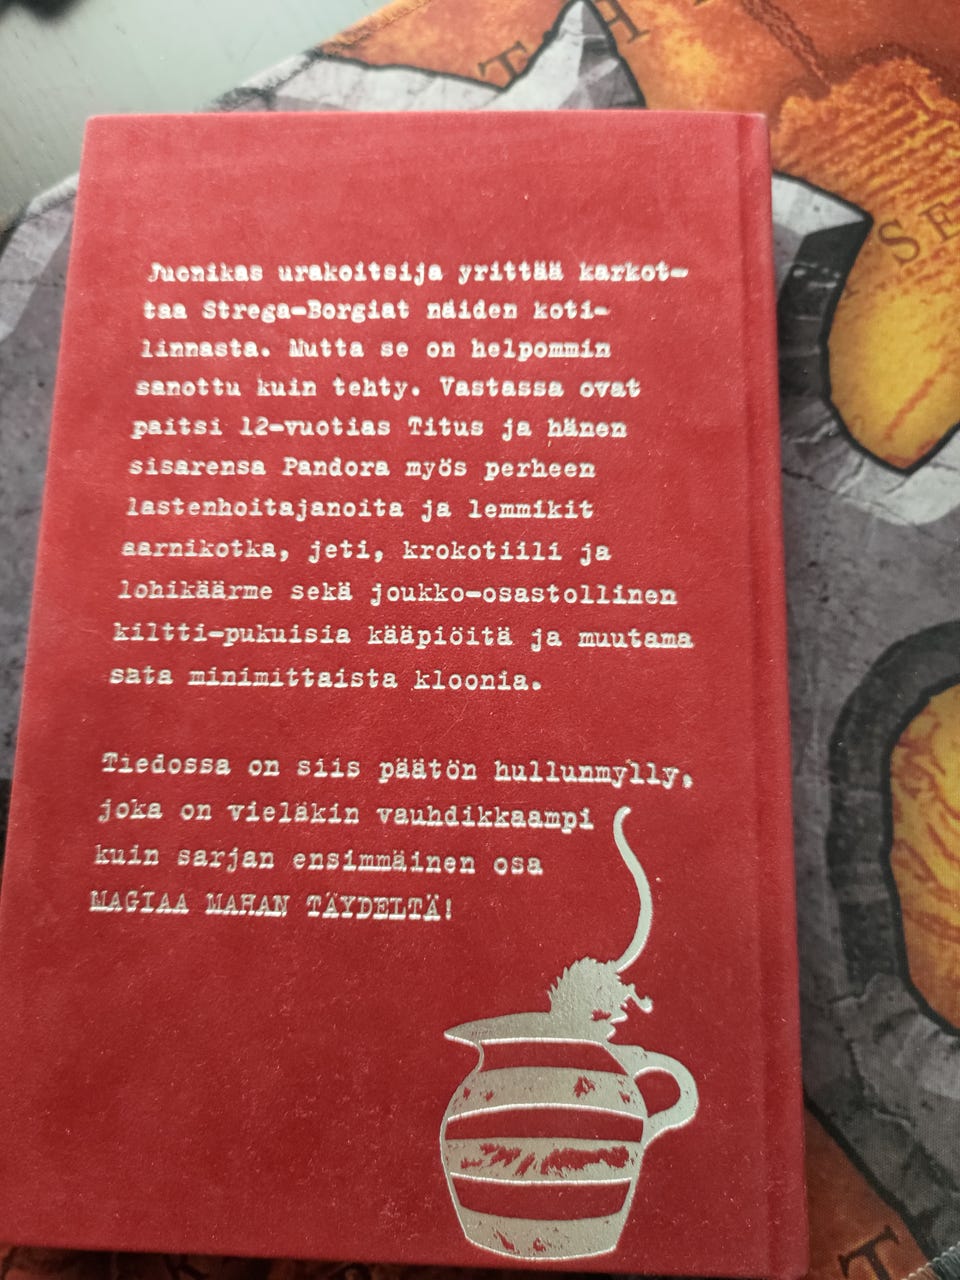 Juonikas urakoitsija yrittää karkot-
taa Strega-Borgiat näiden koti-
linnasta. Mutta se on helpommin
sanottu kuin tehty. Vastassa ovat
paitsi 12-vuotias Titus ja hänen
sisarensa Pandora myös perheen
lastenhoitajanoita ja lemmikit
aarnikotka, jeti, krokotiili ja
lohikäärme sekä joukko-osastollinen
kiltti-pukuisia kääpiöitä ja muutama
sata minimittaista kloonia.
Tiedossa on siis päätön hullunmylly,
joka on vieläkin vauhdikkaampi
kuin sarjan ensimmäinen osa
MAGIAA MAHAN TÄYDELTÄ!
T H
S E
T